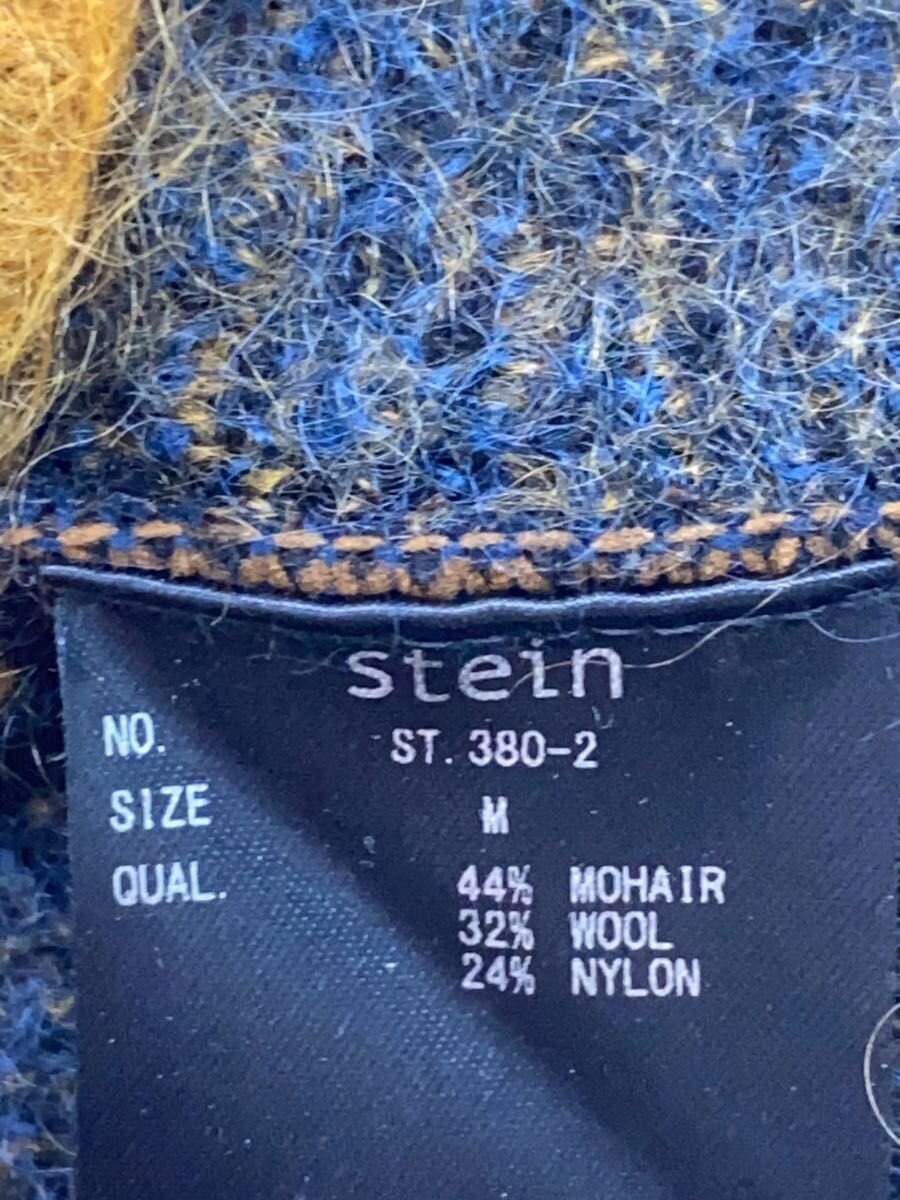 stein
NO. ST.380-2
SIZE M
QUAL. 44% MOHAIR
32% WOOL
24% NYLON